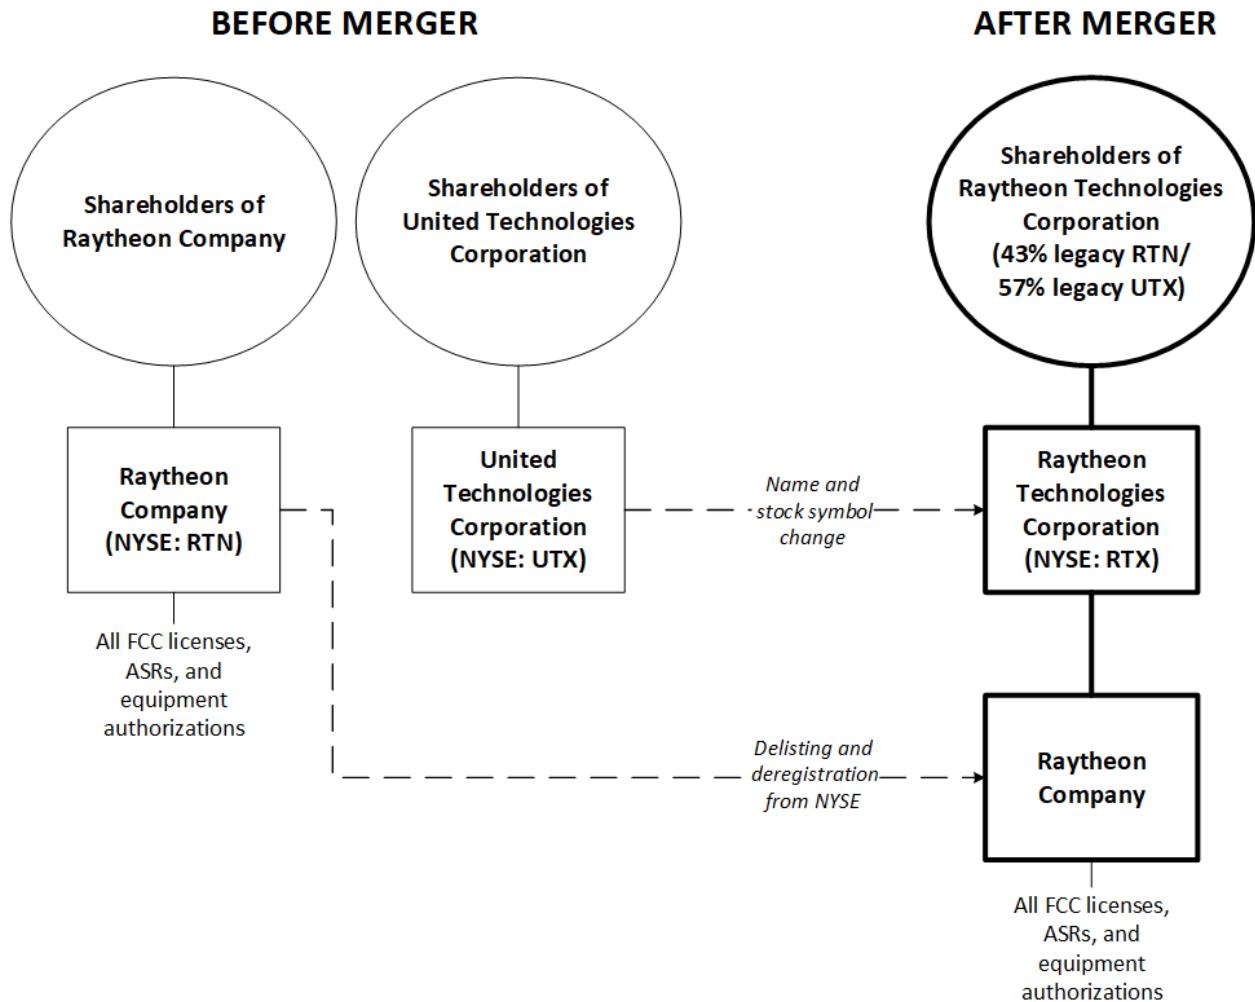 BEFORE MERGER
AFTER MERGER
Shareholders of
Raytheon Company
Shareholders of
United Technologies
Corporation
Shareholders of
Raytheon Technologies
Corporation
(43% legacy RTN/
57% legacy UTX)
Raytheon
Company
(NYSE: RTN)
United
Technologies
Corporation
(NYSE: UTX)
Name and
stock symbol
change
Raytheon
Technologies
Corporation
(NYSE: RTX)
All FCC licenses,
ASRs, and
equipment
authorizations
Delisting and
deregistration
from NYSE
Raytheon
Company
All FCC licenses,
ASRs, and
equipment
authorizations